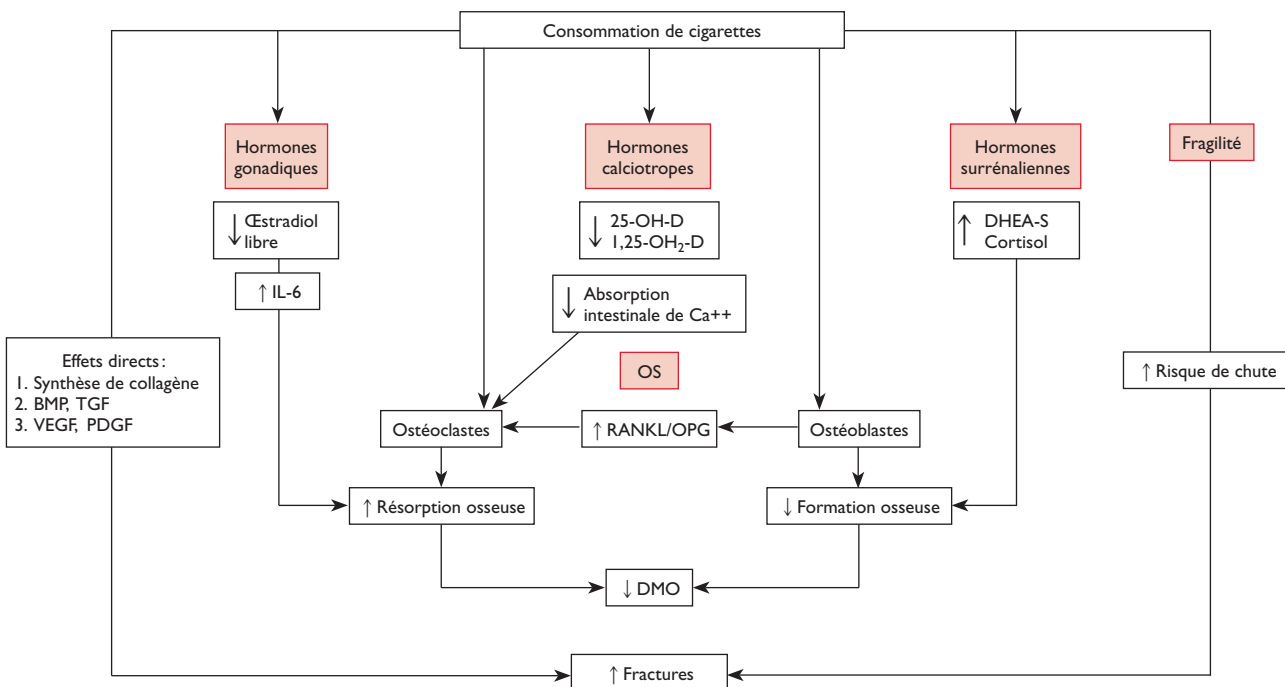 Consommation de cigarettes
Hormones
gonadiques
Hormones
calciotropes
Hormones
surrénaliennes
Fragilité
↓ Œstradiol
libre
↓ 25-OH-D
1,25-OH₂-D
↑ DHEA-S
Cortisol
↑ IL-6
↓ Absorption
intestinale de Ca++
Effets directs :
1. Synthèse de collagène
2. BMP, TGF
3. VEGF, PDGF
OS
↑ Risque de chute
Ostéoclastes
↑ RANKL/OPG
Ostéoblastes
↑ Résorption osseuse
↓ Formation osseuse
↓ DMO
↑ Fractures